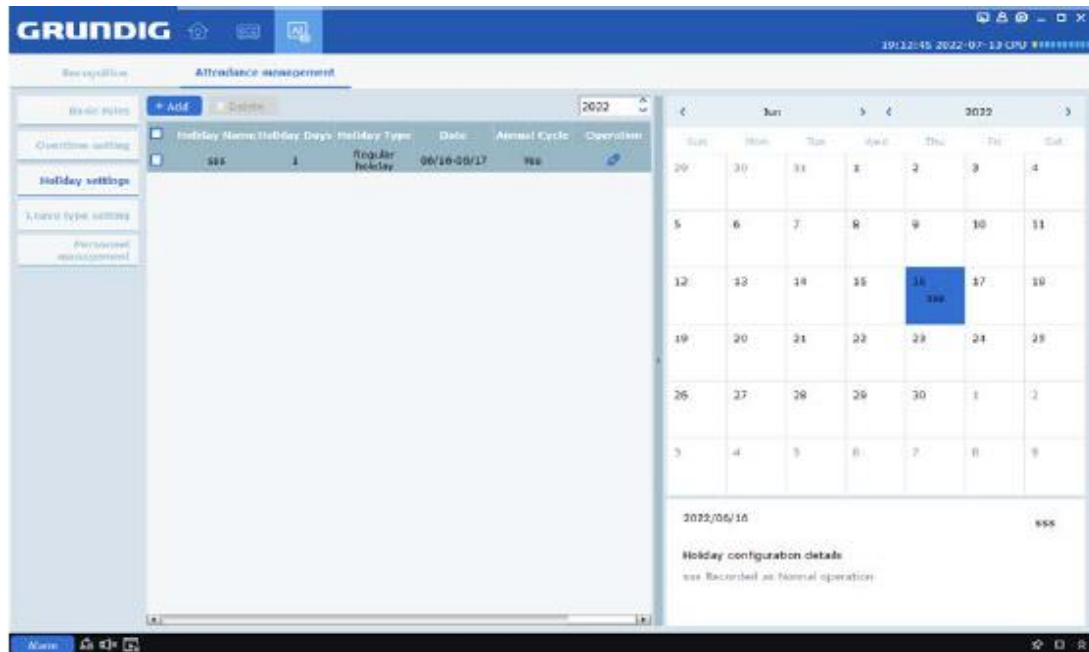 GRUNDIG
19:12:45 2022-07-13 CPU
Recognition
Attendance management
Basic rules
+ Add
Delete
2022
Jun
2022
Overtime setting
Holiday Name Holiday Days Holiday Type Date Annual Cycle Operation
sss 1 Regular holiday 06/16-06/17 Yes
Holiday settings
Leave type setting
Personnel
management
Sun Mon Tue Wed Thu Fri Sat
29 30 31 1 2 3 4
5 6 7 8 9 10 11
12 13 14 15 16 17 18
sss
19 20 21 22 23 24 25
26 27 28 29 30 1 2
3 4 5 6 7 8 9
2022/06/16
sss
Holiday configuration details
sss Recorded as Normal operation
Alarm